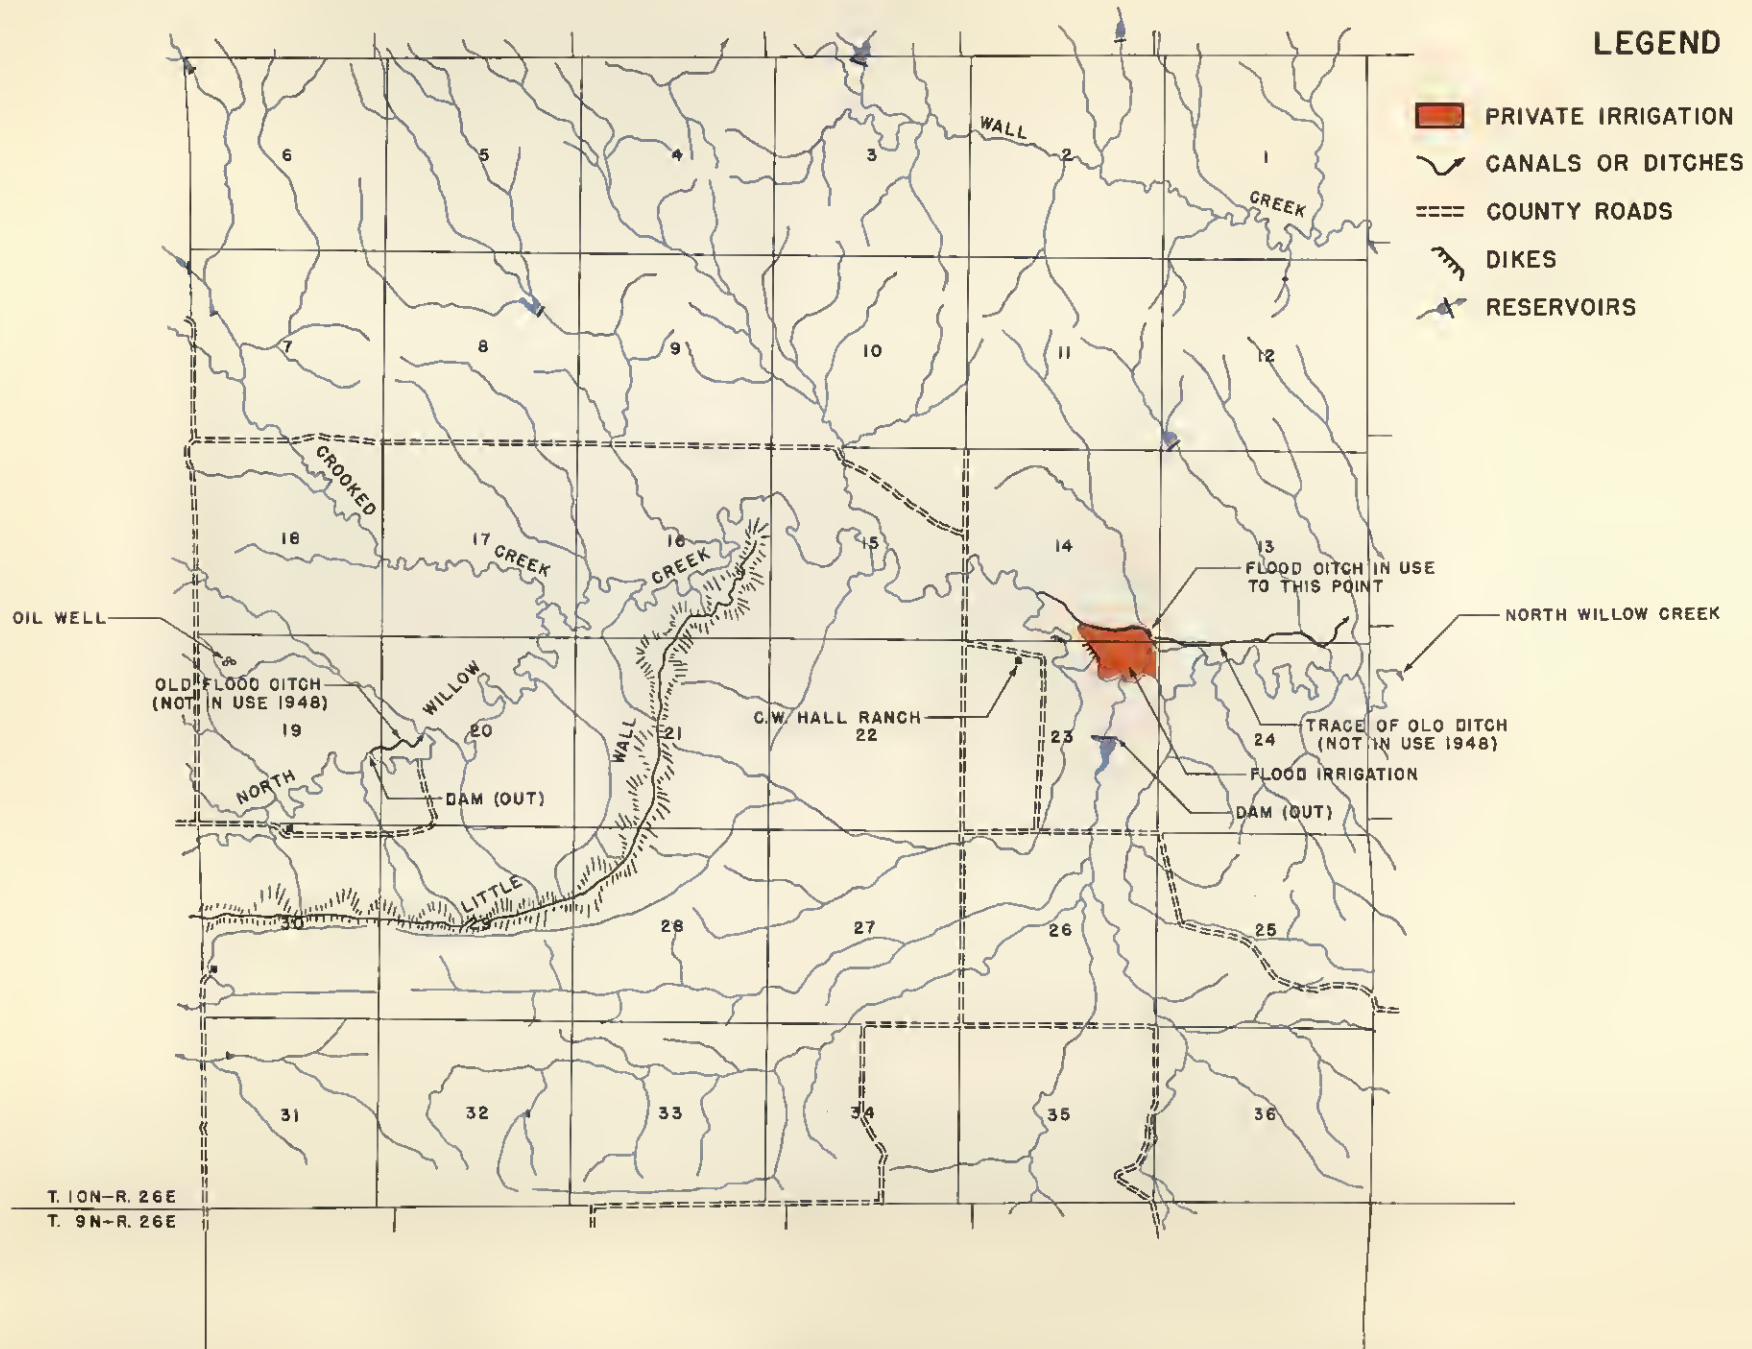 LEGEND
PRIVATE IRRIGATION
CANALS OR DITCHES
COUNTY ROADS
DIKES
RESERVOIRS
WALL
6
5
4
3
2
1
CREEK
7
8
9
10
11
12
CROOKED
18
17
CREEK
16
CREEK
15
14
13
FLOOD DITCH IN USE
TO THIS POINT
OIL WELL
NORTH WILLOW CREEK
OLD FLOOD DITCH
(NOT IN USE 1948)
WILLOW
WALL
C.W. HALL RANCH
TRACE OF OLD DITCH
(NOT IN USE 1948)
19
20
21
22
23
24
NORTH
DAM (OUT)
FLOOD IRRIGATION
DAM (OUT)
LITTLE
30
29
28
27
26
25
31
32
33
34
35
36
T. 10N-R. 26E
T. 9N-R. 26E